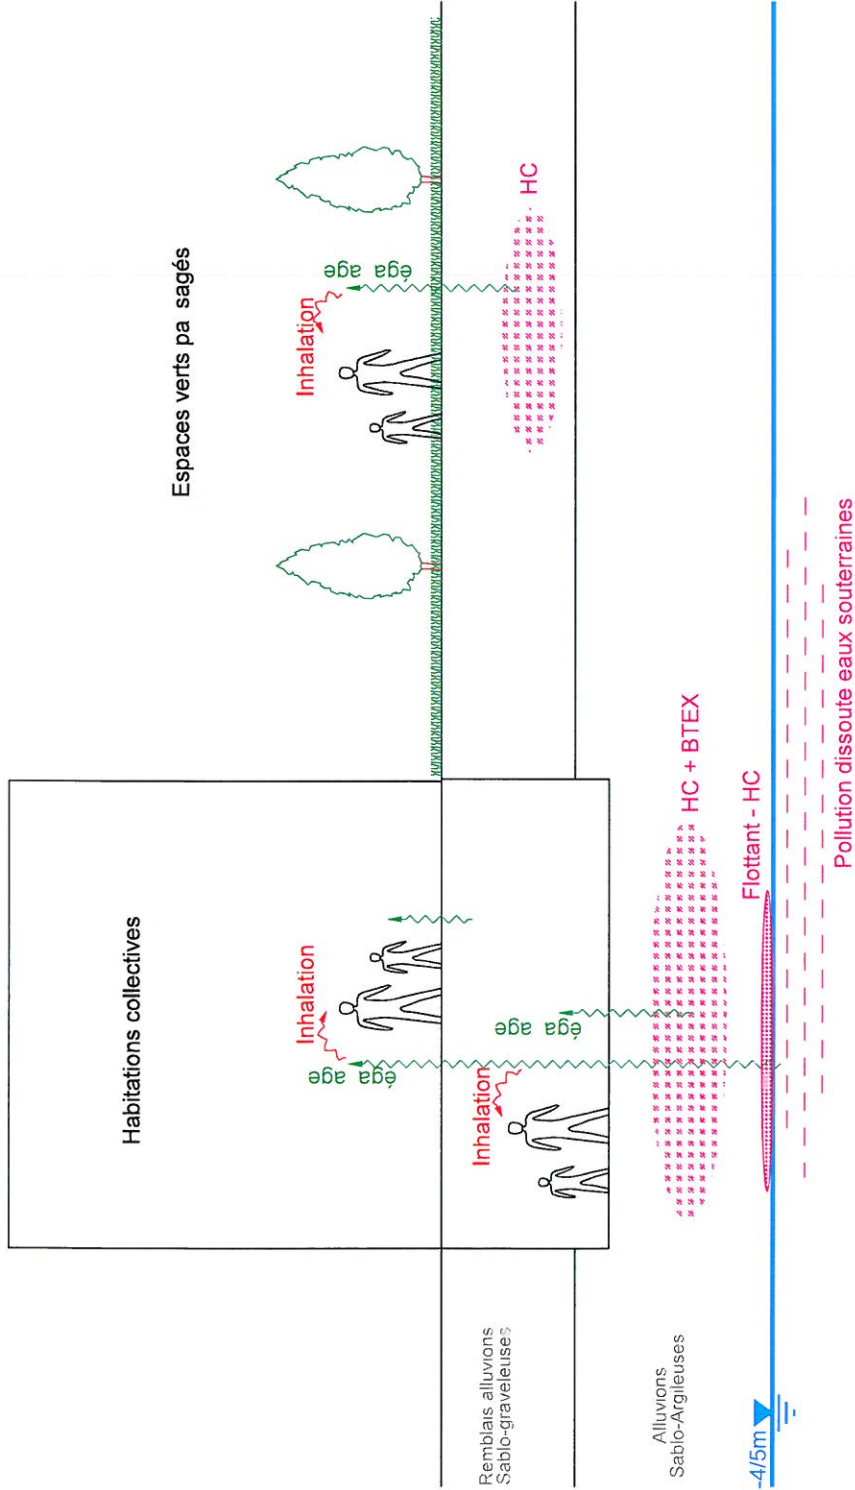 Habitations collectives
Espaces verts pa sagés
Inhalation
Inhalation
éga age
éga age
Inhalation
éga age
Remblais alluvions
Sablo-graveleuses
HC
Alluvions
Sablo-Argileuses
HC + BTEX
-4/5m
Flottant - HC
Pollution dissoute eaux souterraines